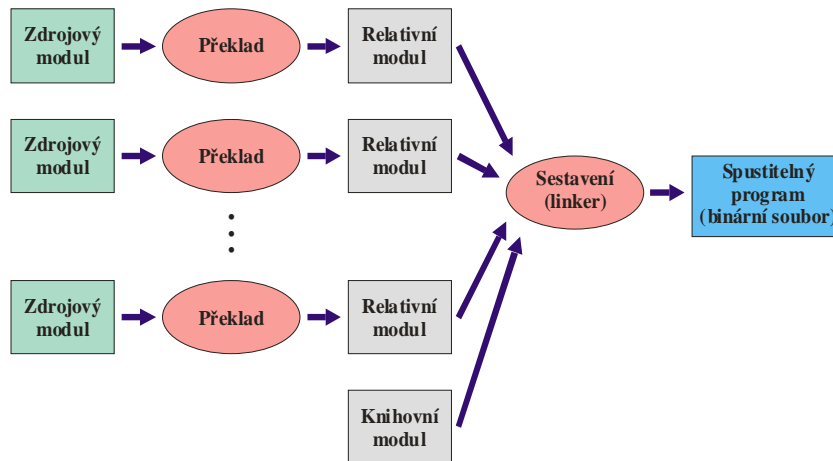 Zdrojový
modul
Překlad
Relativní
modul
Zdrojový
modul
Překlad
Relativní
modul
Sestavení
(linker)
Spustitelný
program
(binární soubor)
Zdrojový
modul
Překlad
Relativní
modul
Knihovní
modul